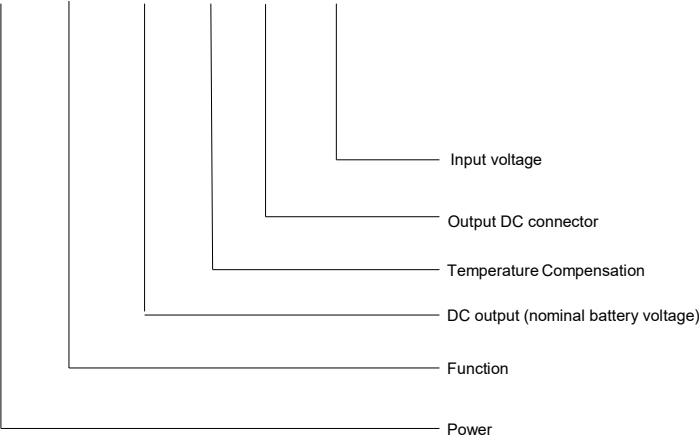 Input voltage
Output DC connector
Temperature Compensation
DC output (nominal battery voltage)
Function
Power